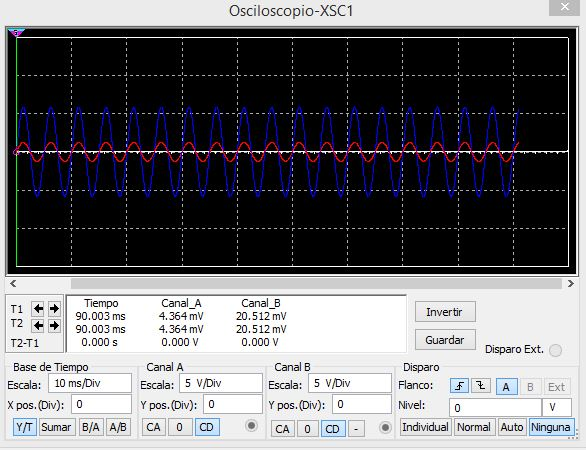 Osciloscopio-XSC1
T1
T2
T2-T1
Tiempo Canal_A Canal_B
90.003 ms 4.364 mV 20.512 mV
90.003 ms 4.364 mV 20.512 mV
0.000 s 0.000 V 0.000 V
Invertir
Guardar
Disparo Ext.
Base de Tiempo
Escala: 10 ms/Div
X pos.(Div): 0
Y/T Sumar B/A A/B
Canal A
Escala: 5 V/Div
Y pos.(Div): 0
CA 0 CD
Canal B
Escala: 5 V/Div
Y pos.(Div): 0
CA 0 CD -
Disparo
Flanco: A B Ext
Nivel: 0 V
Individual Normal Auto Ninguna